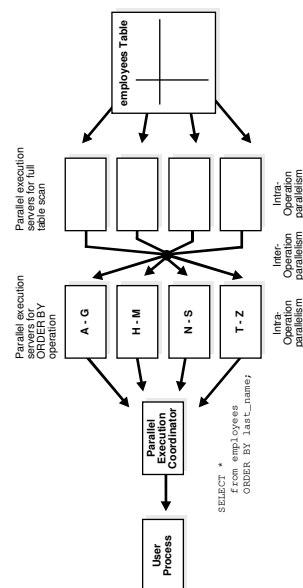 employees Table
Parallel execution
servers for full
table scan
Intra-
Operation
parallelism
Inter-
Operation
parallelism
Parallel execution
servers for
ORDER BY
operation
A - G
H - M
N - S
T - Z
Intra-
Operation
parallelism
Parallel
Execution
Coordinator
SELECT *
from employees
ORDER BY last_name;
User
Process